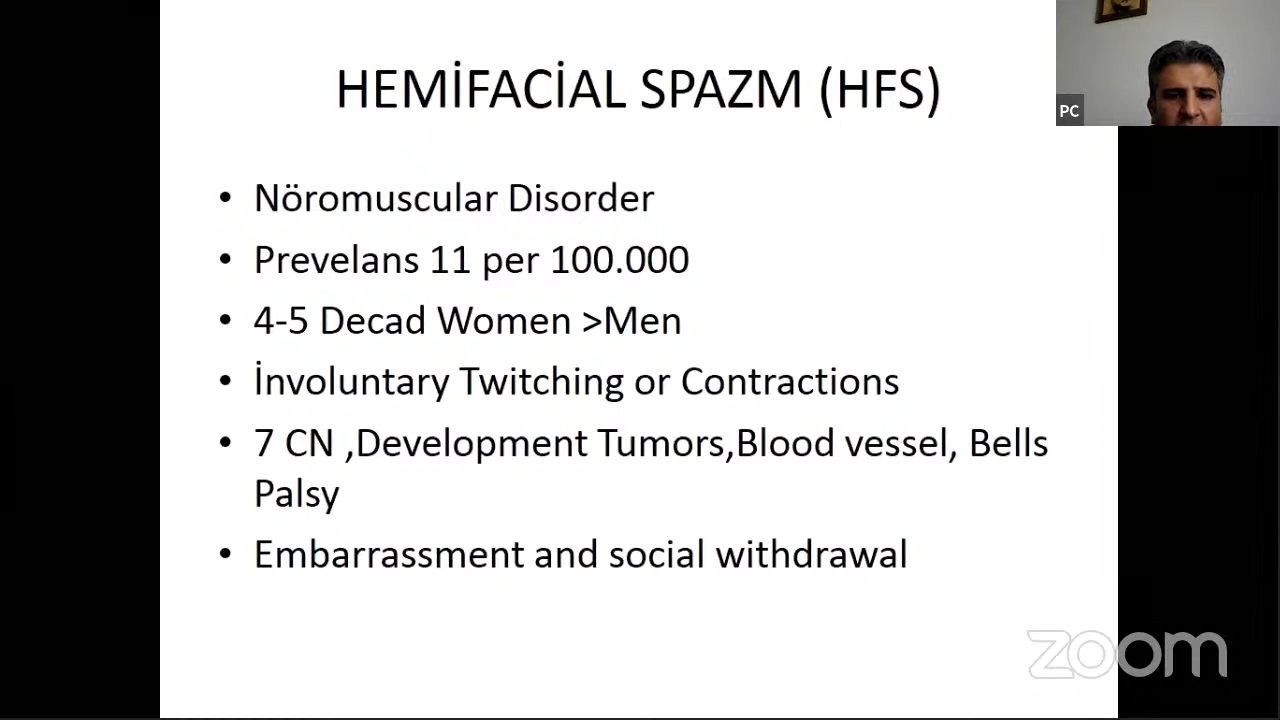 HEMİFACİAL SPAZM (HFS)
PC
• Nöromuscular Disorder
• Prevelans 11 per 100.000
• 4-5 Decad Women >Men
• İnvoluntary Twitching or Contractions
• 7 CN ,Development Tumors,Blood vessel, Bells
Palsy
• Embarrassment and social withdrawal
zoom